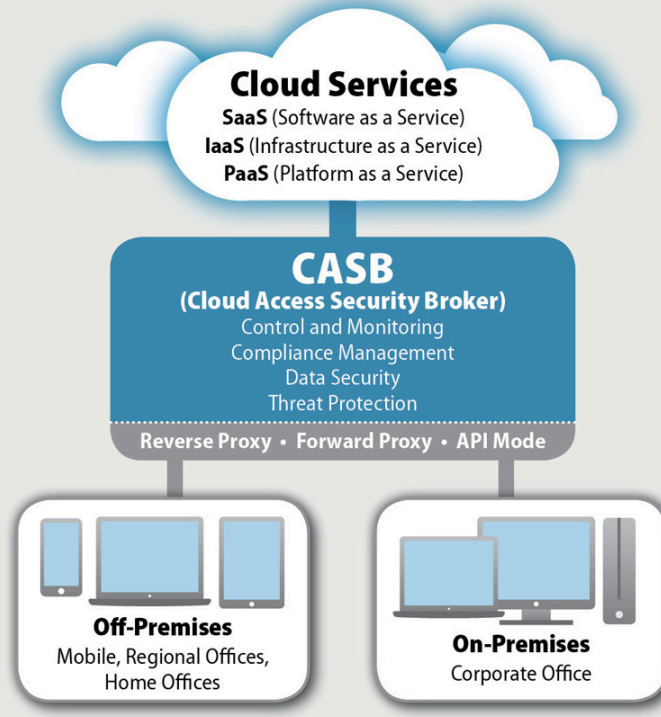 Cloud Services
SaaS (Software as a Service)
IaaS (Infrastructure as a Service)
PaaS (Platform as a Service)
CASB
(Cloud Access Security Broker)
Control and Monitoring
Compliance Management
Data Security
Threat Protection
Reverse Proxy • Forward Proxy • API Mode
Off-Premises
Mobile, Regional Offices,
Home Offices
On-Premises
Corporate Office